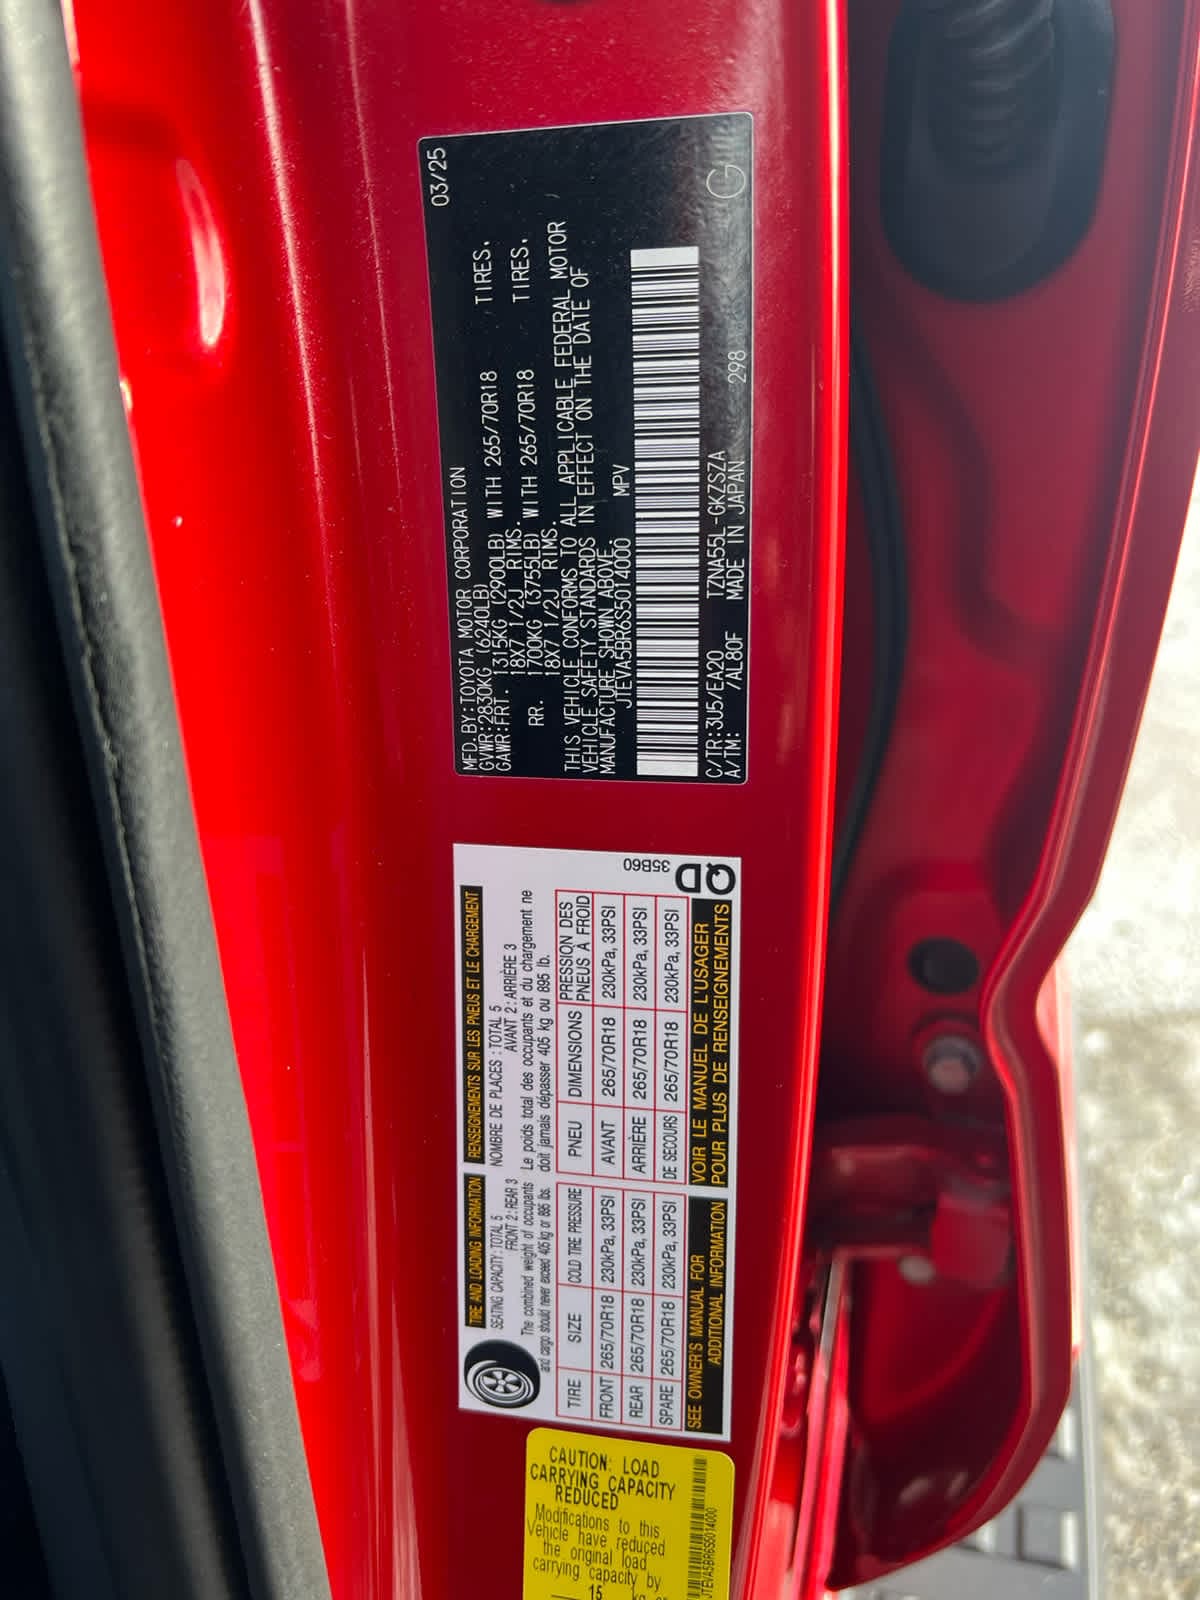 MFD.BY:TOYOTA MOTOR CORPORATION 03/25
GVWR:2830KG (6240LB)
GAWR:FRT. 1315KG (2900LB) WITH 265/70R18 TIRES.
18X7 1/2J RIMS.
RR. 1700KG (3755LB) WITH 265/70R18 TIRES.
18X7 1/2J RIMS.
THIS VEHICLE CONFORMS TO ALL APPLICABLE FEDERAL MOTOR
VEHICLE SAFETY STANDARDS IN EFFECT ON THE DATE OF
MANUFACTURE SHOWN ABOVE.
JTEVA5BR6S5014000 MPV
C/TR:3U5/EA20 TZNA55L-GKZSZA
A/TM: /AL80F MADE IN JAPAN 298 G
TIRE AND LOADING INFORMATION
SEATING CAPACITY:TOTAL 5
FRONT 2: REAR 3
The combined weight of occupants
and cargo should never exceed 405 kg or 895 lbs.
TIRE SIZE COLD TIRE PRESSURE
FRONT 265/70R18 230kPa, 33PSI
REAR 265/70R18 230kPa, 33PSI
SPARE 265/70R18 230kPa, 33PSI
SEE OWNER'S MANUAL FOR
ADDITIONAL INFORMATION
RENSEIGNEMENTS SUR LES PNEUS ET LE CHARGEMENT
NOMBRE DE PLACES : TOTAL 5
AVANT 2 : ARRIÈRE 3
Le poids total des occupants et du chargement ne
doit jamais dépasser 405 kg ou 895 lb.
PNEU DIMENSIONS PRESSION DES
PNEUS À FROID
AVANT 265/70R18 230kPa, 33PSI
ARRIÈRE 265/70R18 230kPa, 33PSI
DE SECOURS 265/70R18 230kPa, 33PSI
VOIR LE MANUEL DE L'USAGER
POUR PLUS DE RENSEIGNEMENTS
35B60
QD
CAUTION: LOAD
CARRYING CAPACITY
REDUCED
Modifications to this
Vehicle have reduced
the original load
carrying capacity by
15
JTEVA5BR6S5014000